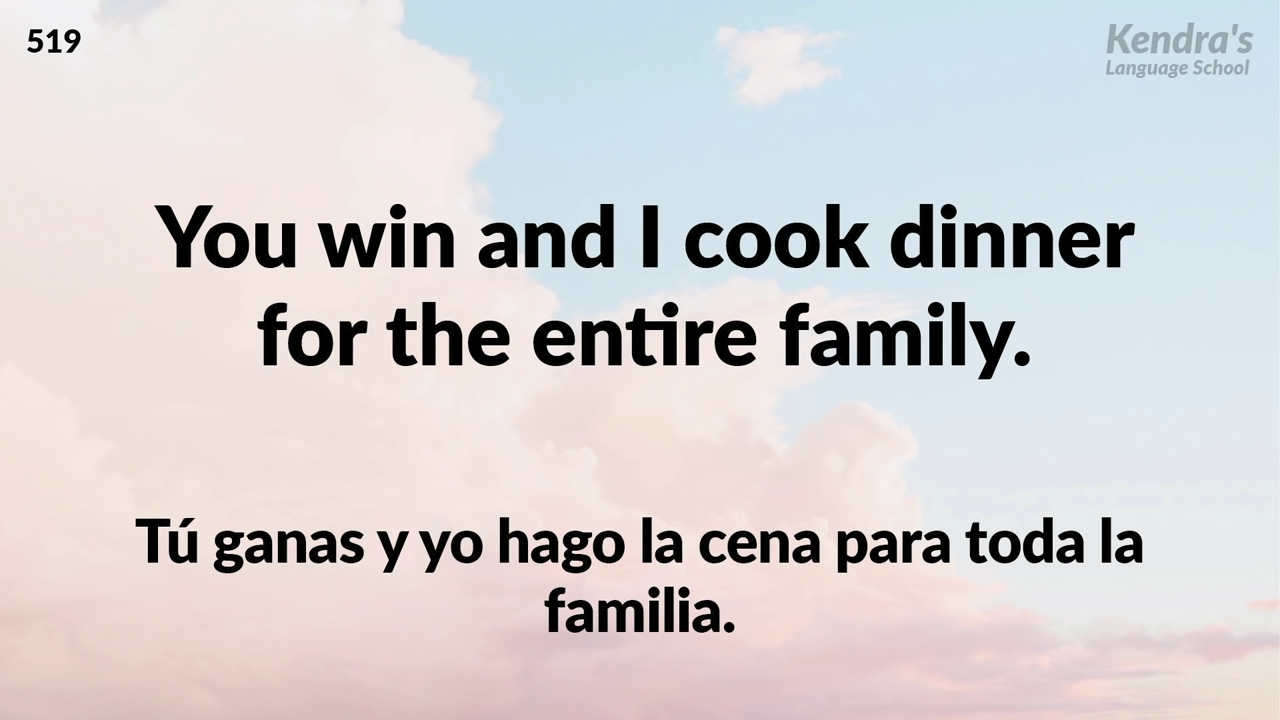 519
Kendra's
Language School
You win and I cook dinner
for the entire family.
Tú ganas y yo hago la cena para toda la
familia.